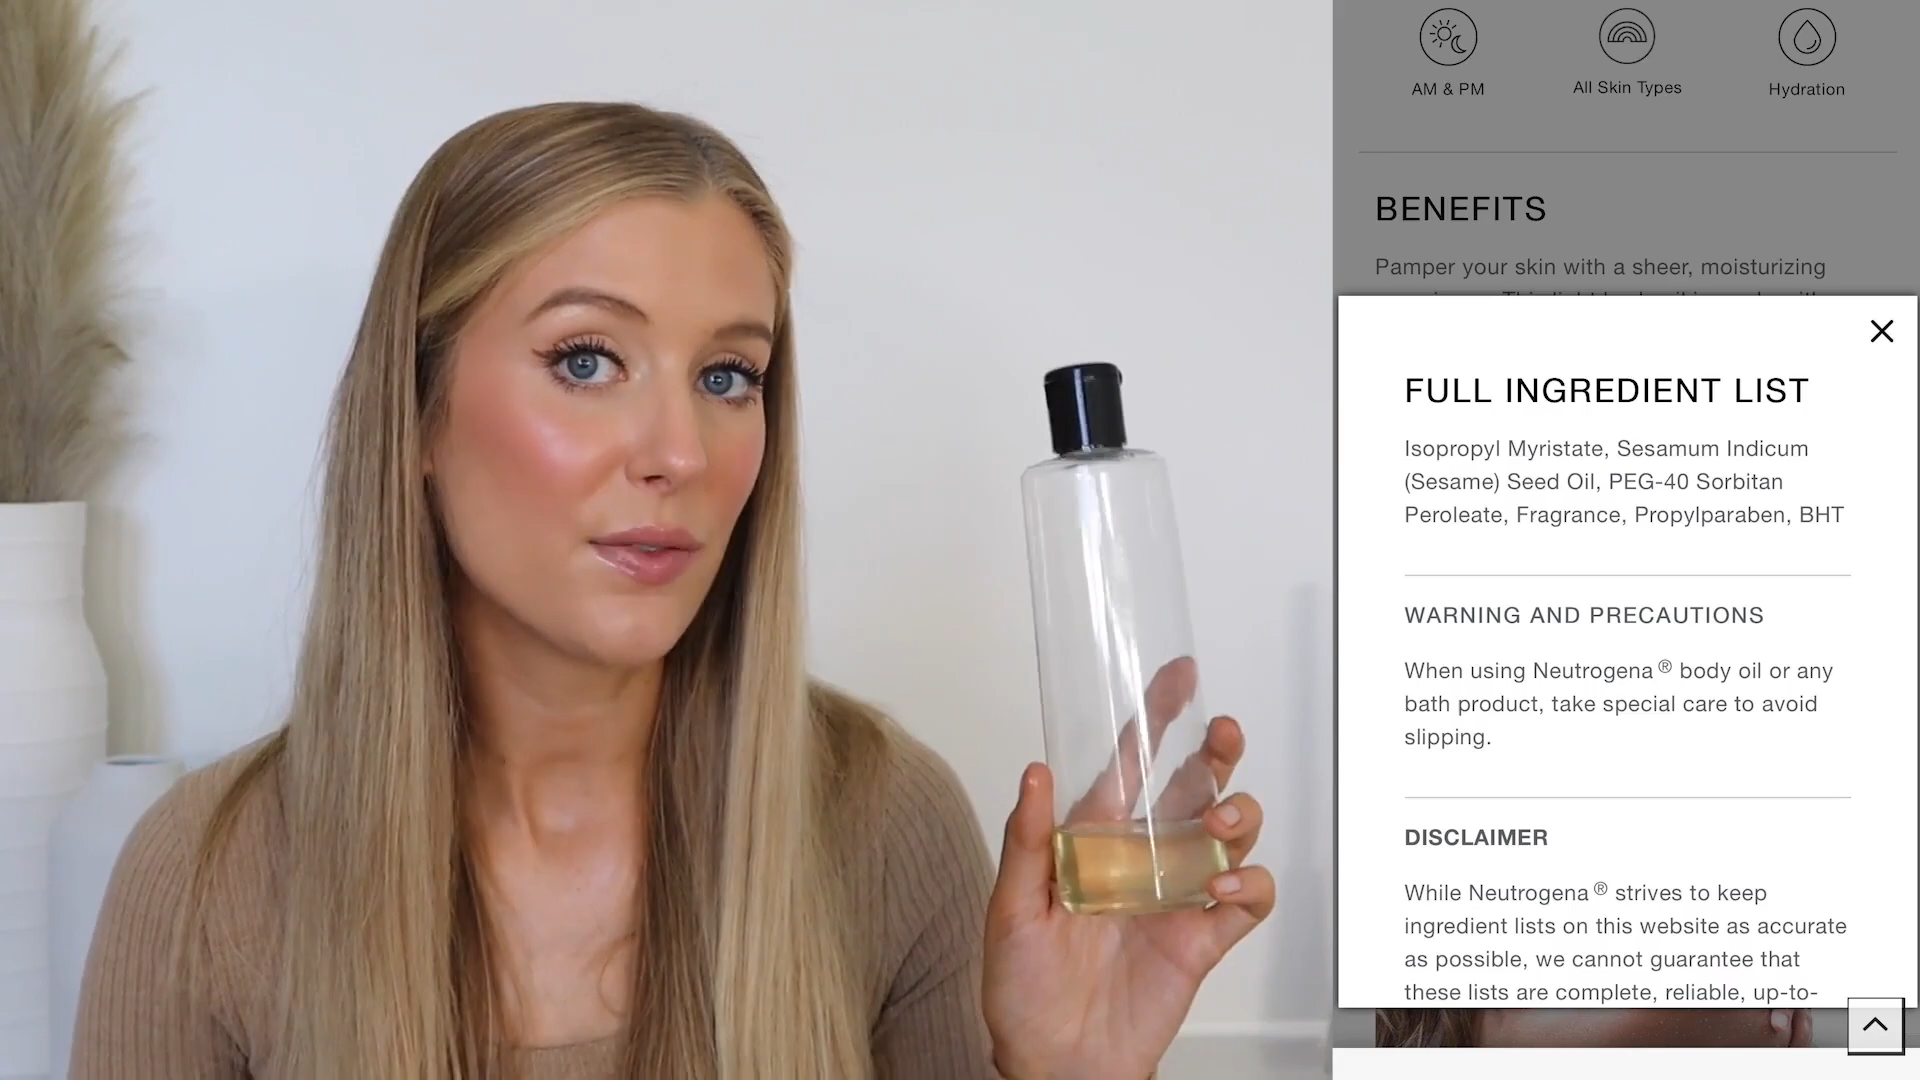 AM & PM
All Skin Types
Hydration
BENEFITS
Pamper your skin with a sheer, moisturizing
FULL INGREDIENT LIST
Isopropyl Myristate, Sesamum Indicum
(Sesame) Seed Oil, PEG-40 Sorbitan
Peroleate, Fragrance, Propylparaben, BHT
WARNING AND PRECAUTIONS
When using Neutrogena® body oil or any
bath product, take special care to avoid
slipping.
DISCLAIMER
While Neutrogena® strives to keep
ingredient lists on this website as accurate
as possible, we cannot guarantee that
these lists are complete, reliable, up-to-